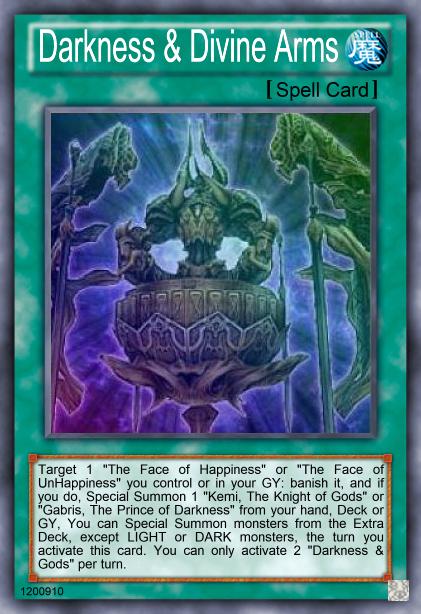 Darkness & Divine Arms
SPELL
魔
[Spell Card]
Target 1 "The Face of Happiness" or "The Face of
UnHappiness" you control or in your GY: banish it, and if
you do, Special Summon 1 "Kemi, The Knight of Gods" or
"Gabris, The Prince of Darkness" from your hand, Deck or
GY, You can Special Summon monsters from the Extra
Deck, except LIGHT or DARK monsters, the turn you
activate this card. You can only activate 2 "Darkness &
Gods" per turn.
1200910